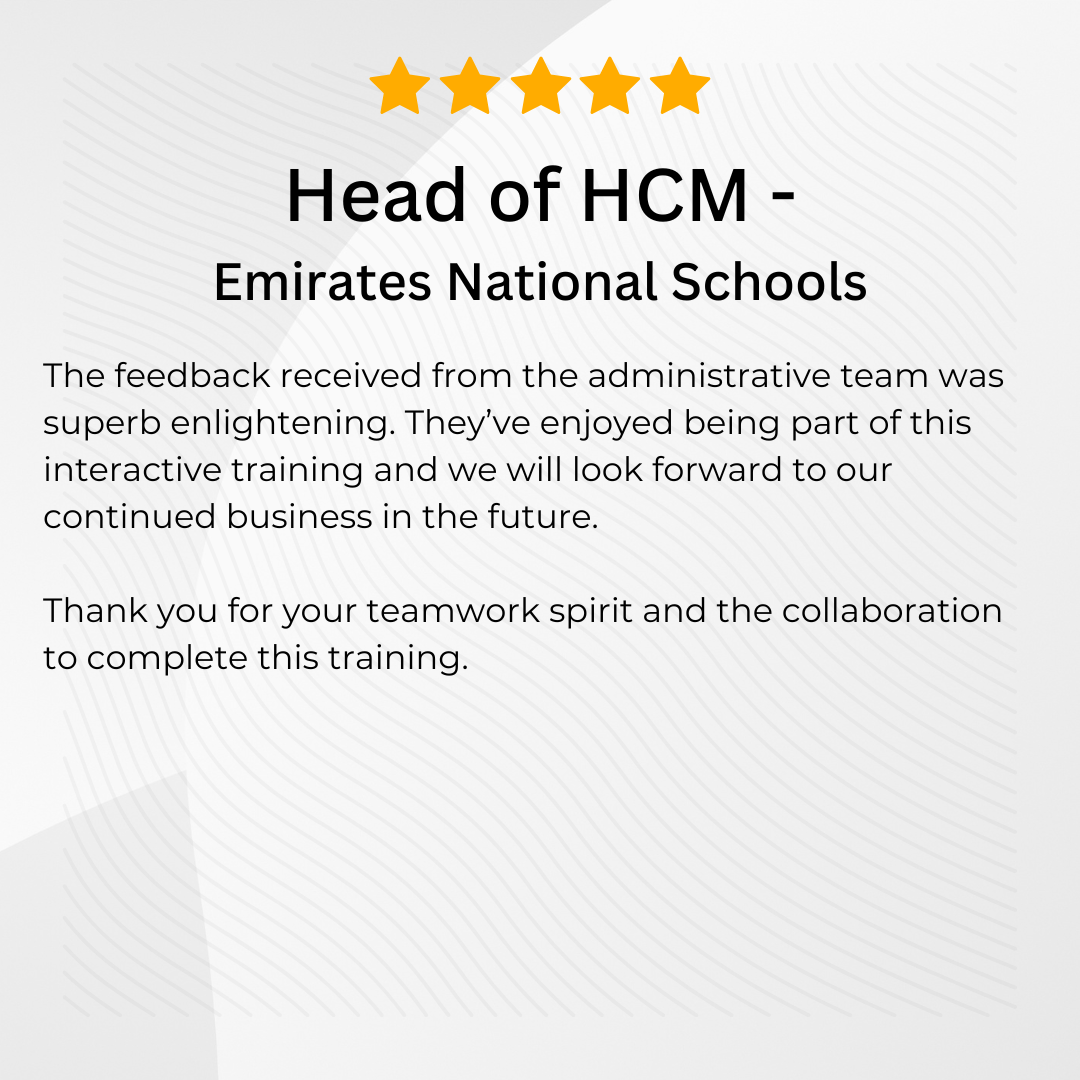 Head of HCM -
Emirates National Schools
The feedback received from the administrative team was
superb enlightening. They’ve enjoyed being part of this
interactive training and we will look forward to our
continued business in the future.
Thank you for your teamwork spirit and the collaboration
to complete this training.